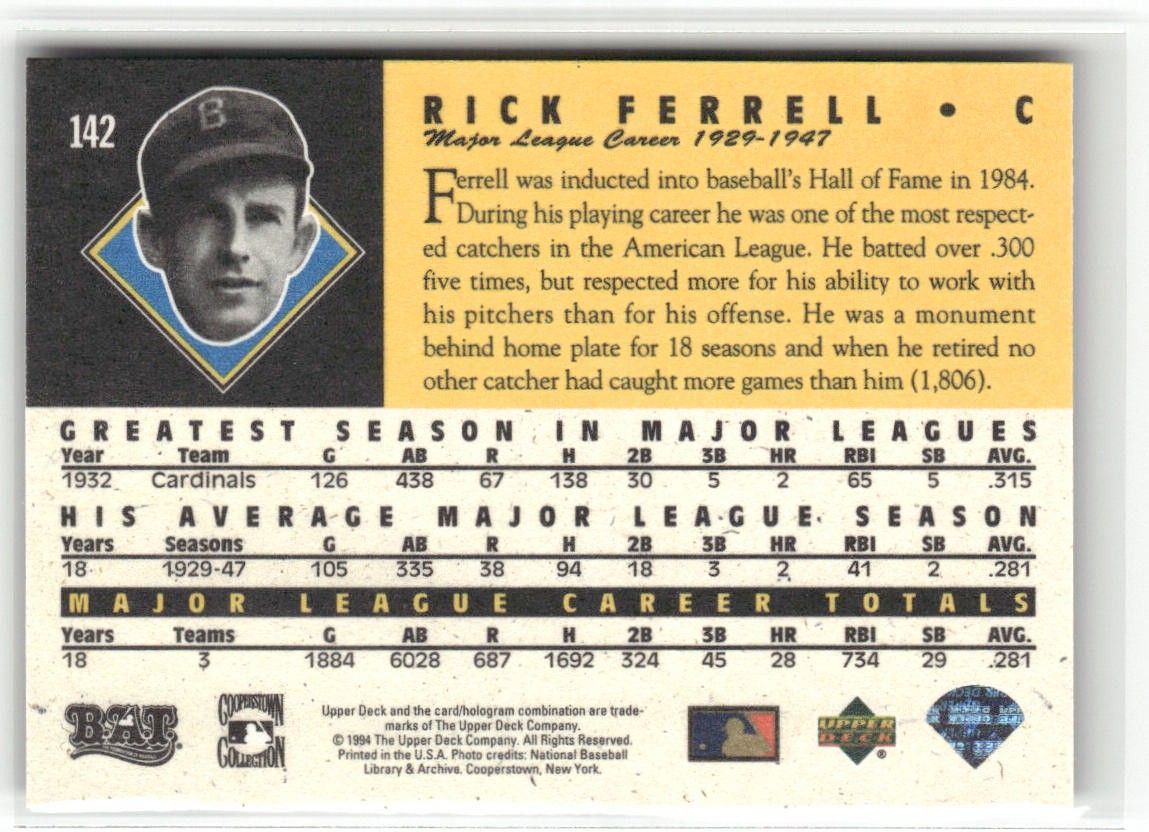 142
B
RICK FERRELL • C
Major League Career 1929-1947
Ferrell was inducted into baseball's Hall of Fame in 1984.
During his playing career he was one of the most respect-
ed catchers in the American League. He batted over .300
five times, but respected more for his ability to work with
his pitchers than for his offense. He was a monument
behind home plate for 18 seasons and when he retired no
other catcher had caught more games than him (1,806).
GREATEST SEASON IN MAJOR LEAGUES
Year Team G AB R H 2B 3B HR RBI SB AVG.
1932 Cardinals 126 438 67 138 30 5 2 65 5 .315
HIS AVERAGE MAJOR LEAGUE SEASON
Years Seasons G AB R H 2B 3B HR RBI SB AVG.
18 1929-47 105 335 38 94 18 3 2 41 2 .281
MAJOR LEAGUE CAREER TOTALS
Years Teams G AB R H 2B 3B HR RBI SB AVG.
18 3 1884 6028 687 1692 324 45 28 734 29 .281
BAT
COOPERSTOWN
COLLECTION
Upper Deck and the card/hologram combination are trade-
marks of The Upper Deck Company.
© 1994 The Upper Deck Company. All Rights Reserved.
Printed in the U.S.A. Photo credits: National Baseball
Library & Archive. Cooperstown, New York.
UPPER
DECK
®